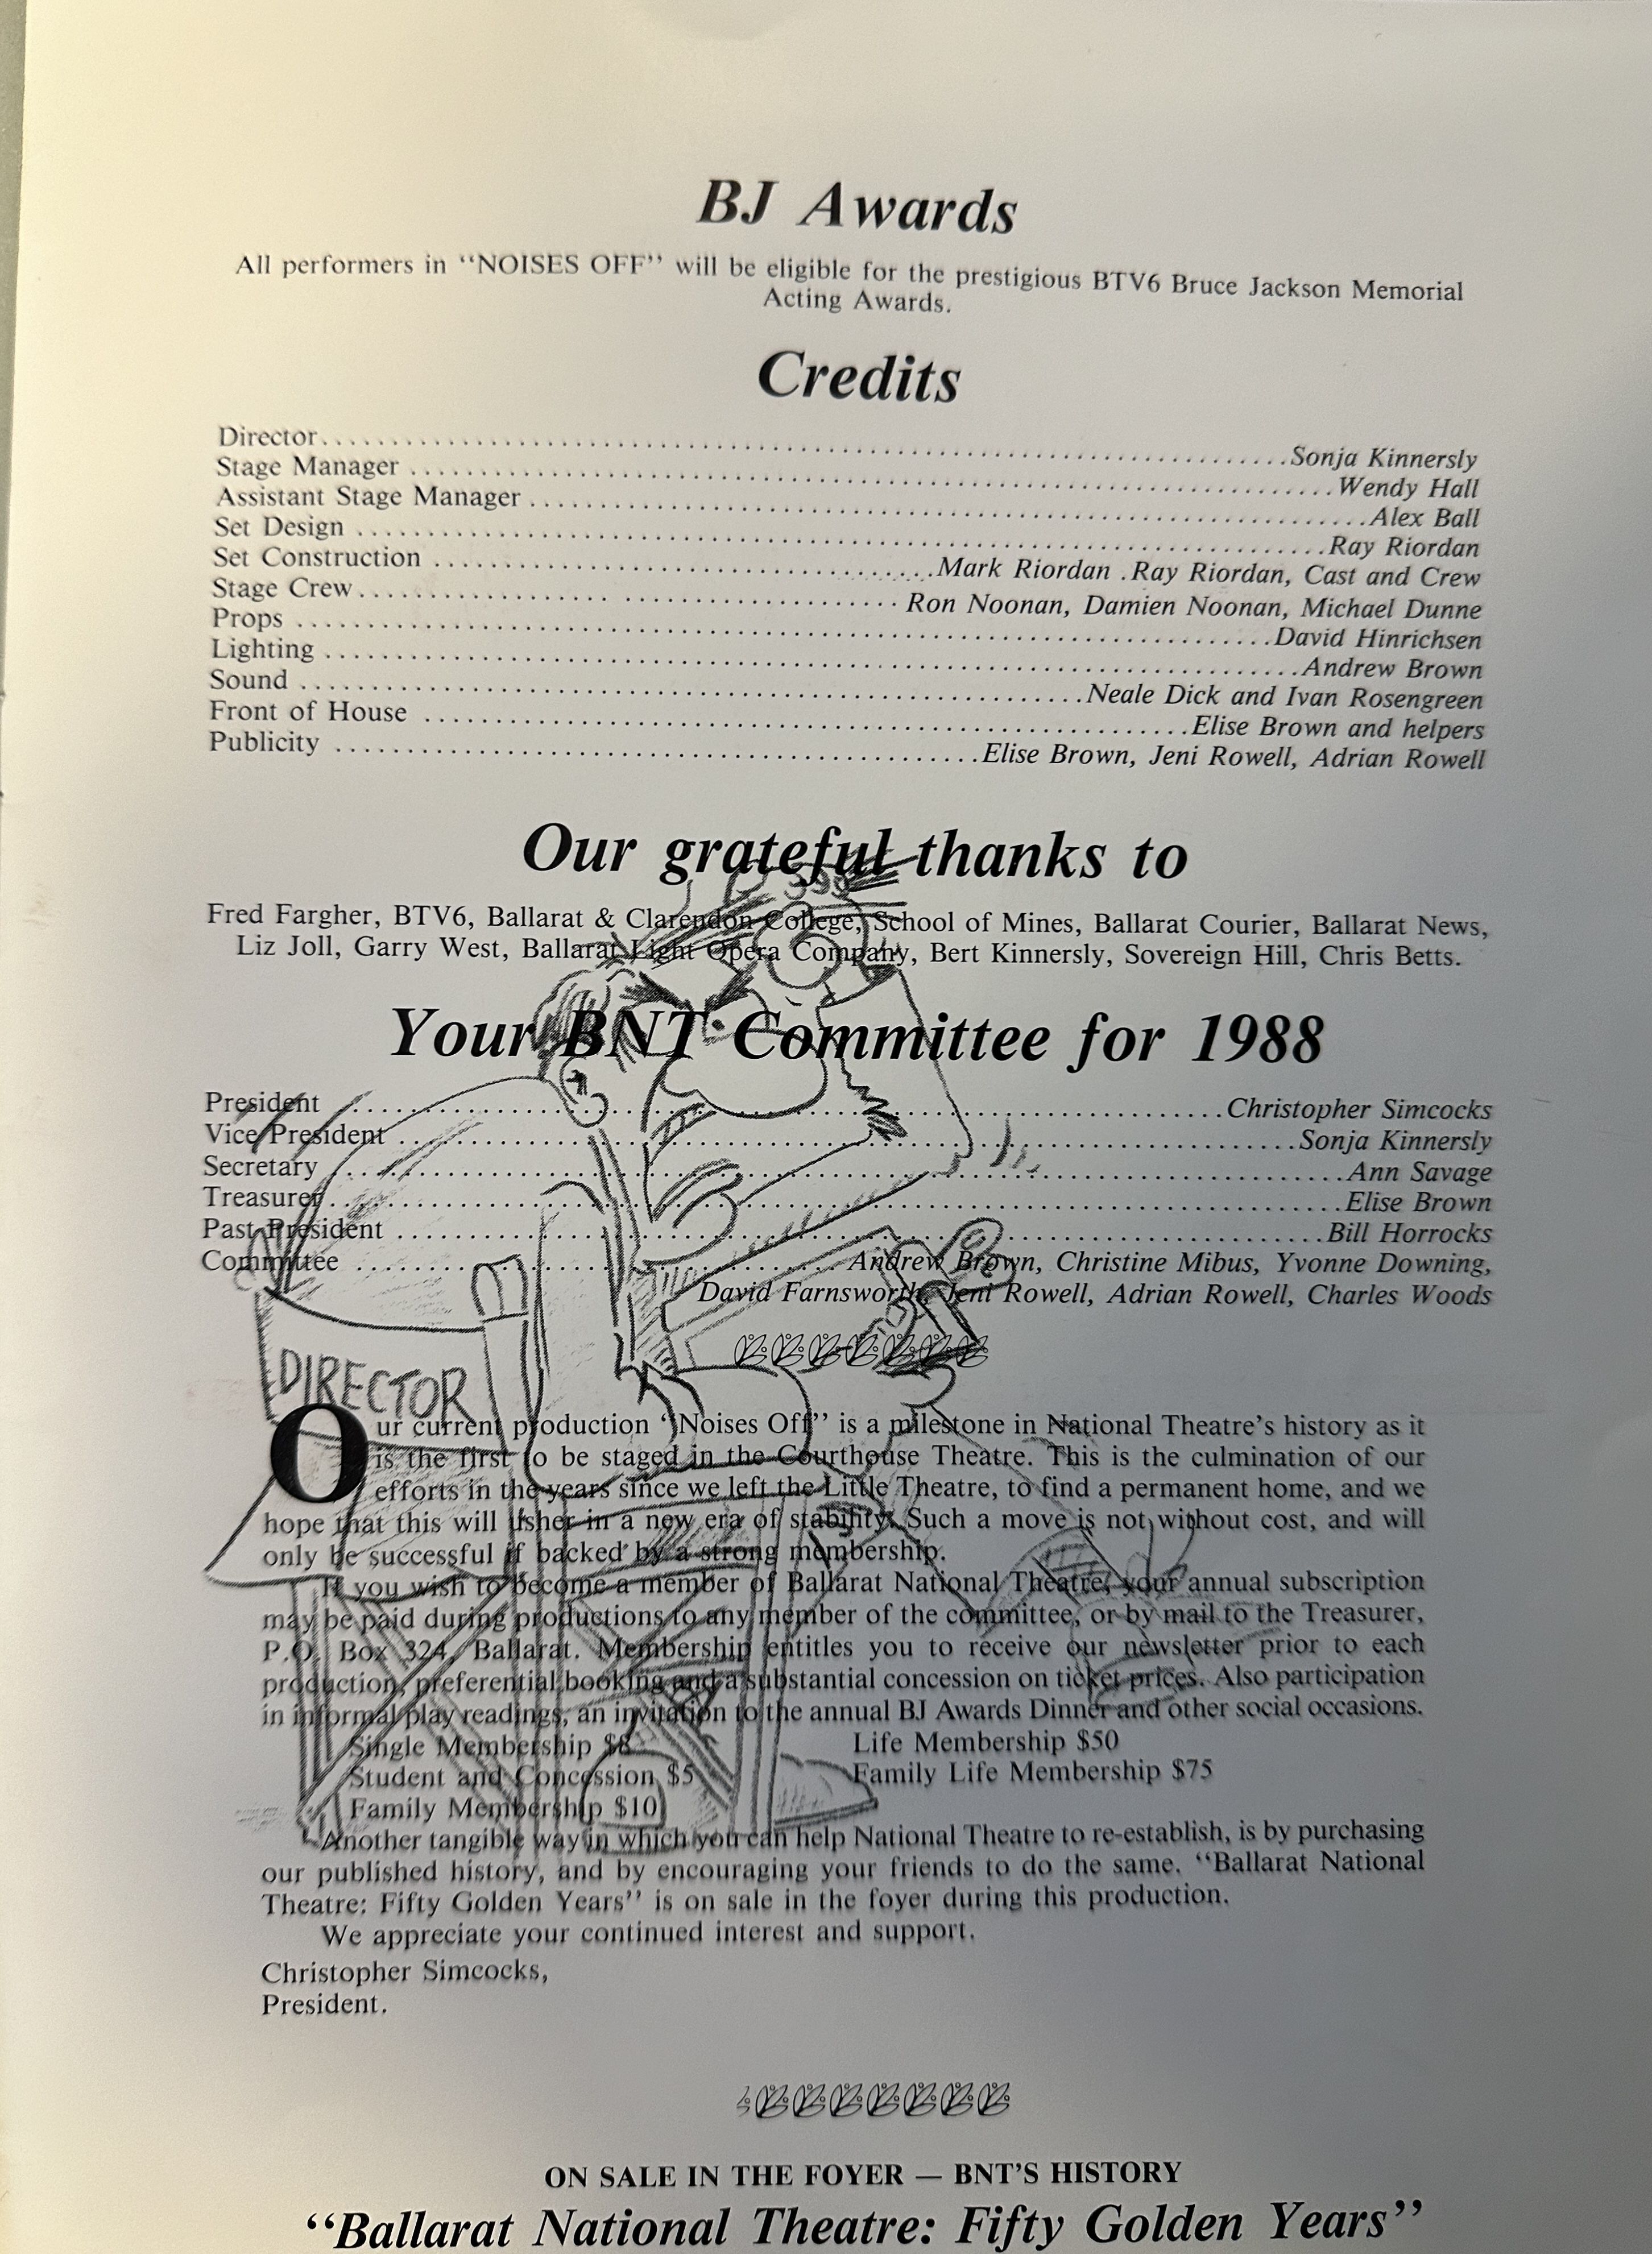 BJ Awards
All performers in ‘‘NOISES OFF’’ will be eligible for the prestigious BTV6 Bruce Jackson Memorial
Acting Awards.
Credits
Director....................Sonja Kinnersly
Stage Manager ....................Wendy Hall
Assistant Stage Manager ....................Alex Ball
Set Design ....................Ray Riordan
Set Construction ....................Mark Riordan .Ray Riordan, Cast and Crew
Stage Crew....................Ron Noonan, Damien Noonan, Michael Dunne
Props ....................David Hinrichsen
Lighting ....................Andrew Brown
Sound ....................Neale Dick and Ivan Rosengreen
Front of House ....................Elise Brown and helpers
Publicity ....................Elise Brown, Jeni Rowell, Adrian Rowell
Our grateful thanks to
Fred Fargher, BTV6, Ballarat & Clarendon College, School of Mines, Ballarat Courier, Ballarat News,
Liz Joll, Garry West, Ballarat Light Opera Company, Bert Kinnersly, Sovereign Hill, Chris Betts.
Your BNT Committee for 1988
President ....................Christopher Simcocks
Vice President ....................Sonja Kinnersly
Secretary ....................Ann Savage
Treasurer....................Elise Brown
Past President ....................Bill Horrocks
Committee ....................Andrew Brown, Christine Mibus, Yvonne Downing,
David Farnsworth, Jeni Rowell, Adrian Rowell, Charles Woods
DIRECTOR
Our current production ‘‘Noises Off’’ is a milestone in National Theatre’s history as it
is the first to be staged in the Courthouse Theatre. This is the culmination of our
efforts in the years since we left the Little Theatre, to find a permanent home, and we
hope that this will usher in a new era of stability. Such a move is not without cost, and will
only be successful if backed by a strong membership.
If you wish to become a member of Ballarat National Theatre, your annual subscription
may be paid during productions to any member of the committee, or by mail to the Treasurer,
P.O. Box 324, Ballarat. Membership entitles you to receive our newsletter prior to each
production, preferential booking and a substantial concession on ticket prices. Also participation
in informal play readings, an invitation to the annual BJ Awards Dinner and other social occasions.
Single Membership $8 Life Membership $50
Student and Concession $5 Family Life Membership $75
Family Membership $10
Another tangible way in which you can help National Theatre to re-establish, is by purchasing
our published history, and by encouraging your friends to do the same. ‘‘Ballarat National
Theatre: Fifty Golden Years’’ is on sale in the foyer during this production.
We appreciate your continued interest and support.
Christopher Simcocks,
President.
ON SALE IN THE FOYER — BNT’S HISTORY
‘‘Ballarat National Theatre: Fifty Golden Years’’